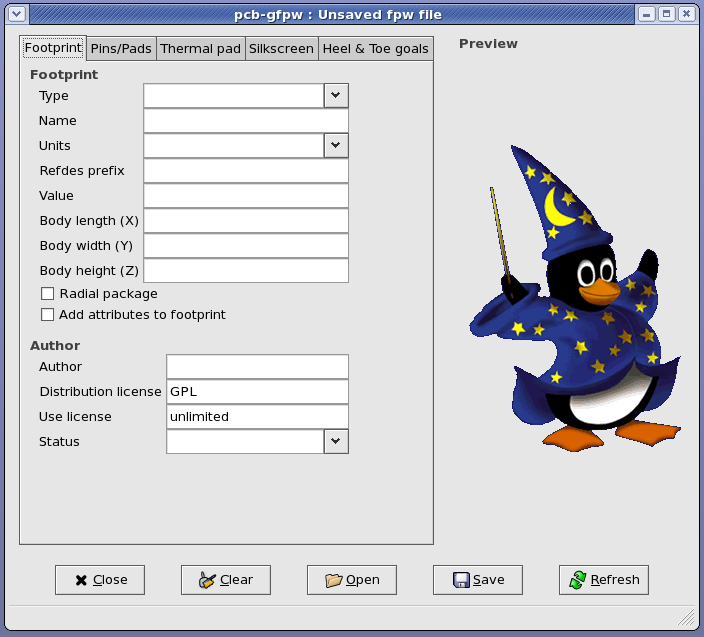 pcb-gfpw : Unsaved fpw file
Footprint Pins/Pads Thermal pad Silkscreen Heel & Toe goals
Preview
Footprint
Type
Name
Units
Refdes prefix
Value
Body length (X)
Body width (Y)
Body height (Z)
Radial package
Add attributes to footprint
Author
Author
Distribution license GPL
Use license unlimited
Status
Close Clear Open Save Refresh